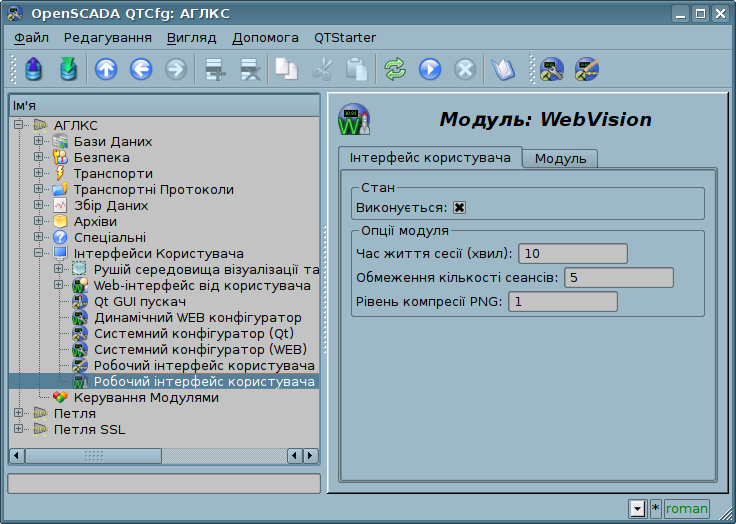 OpenSCADA QTCfg: АГЛКС
Файл Редагування Вигляд Допомога QTStarter
Ім'я
АГЛКС
Бази Даних
Безпека
Транспорти
Транспортні Протоколи
Збір Даних
Архіви
Спеціальні
Інтерфейси Користувача
Рушій середовища візуалізації та
Web-інтерфейс від користувача
Qt GUI пускач
Динамічний WEB конфігуратор
Системний конфігуратор (Qt)
Системний конфігуратор (WEB)
Робочий інтерфейс користувача
Робочий інтерфейс користувача
Керування Модулями
Петля
Петля SSL
Модуль: WebVision
Інтерфейс користувача Модуль
Стан
Виконується:
Опції модуля
Час життя сесії (хвил): 10
Обмеження кількості сеансів: 5
Рівень компресії PNG: 1
* roman